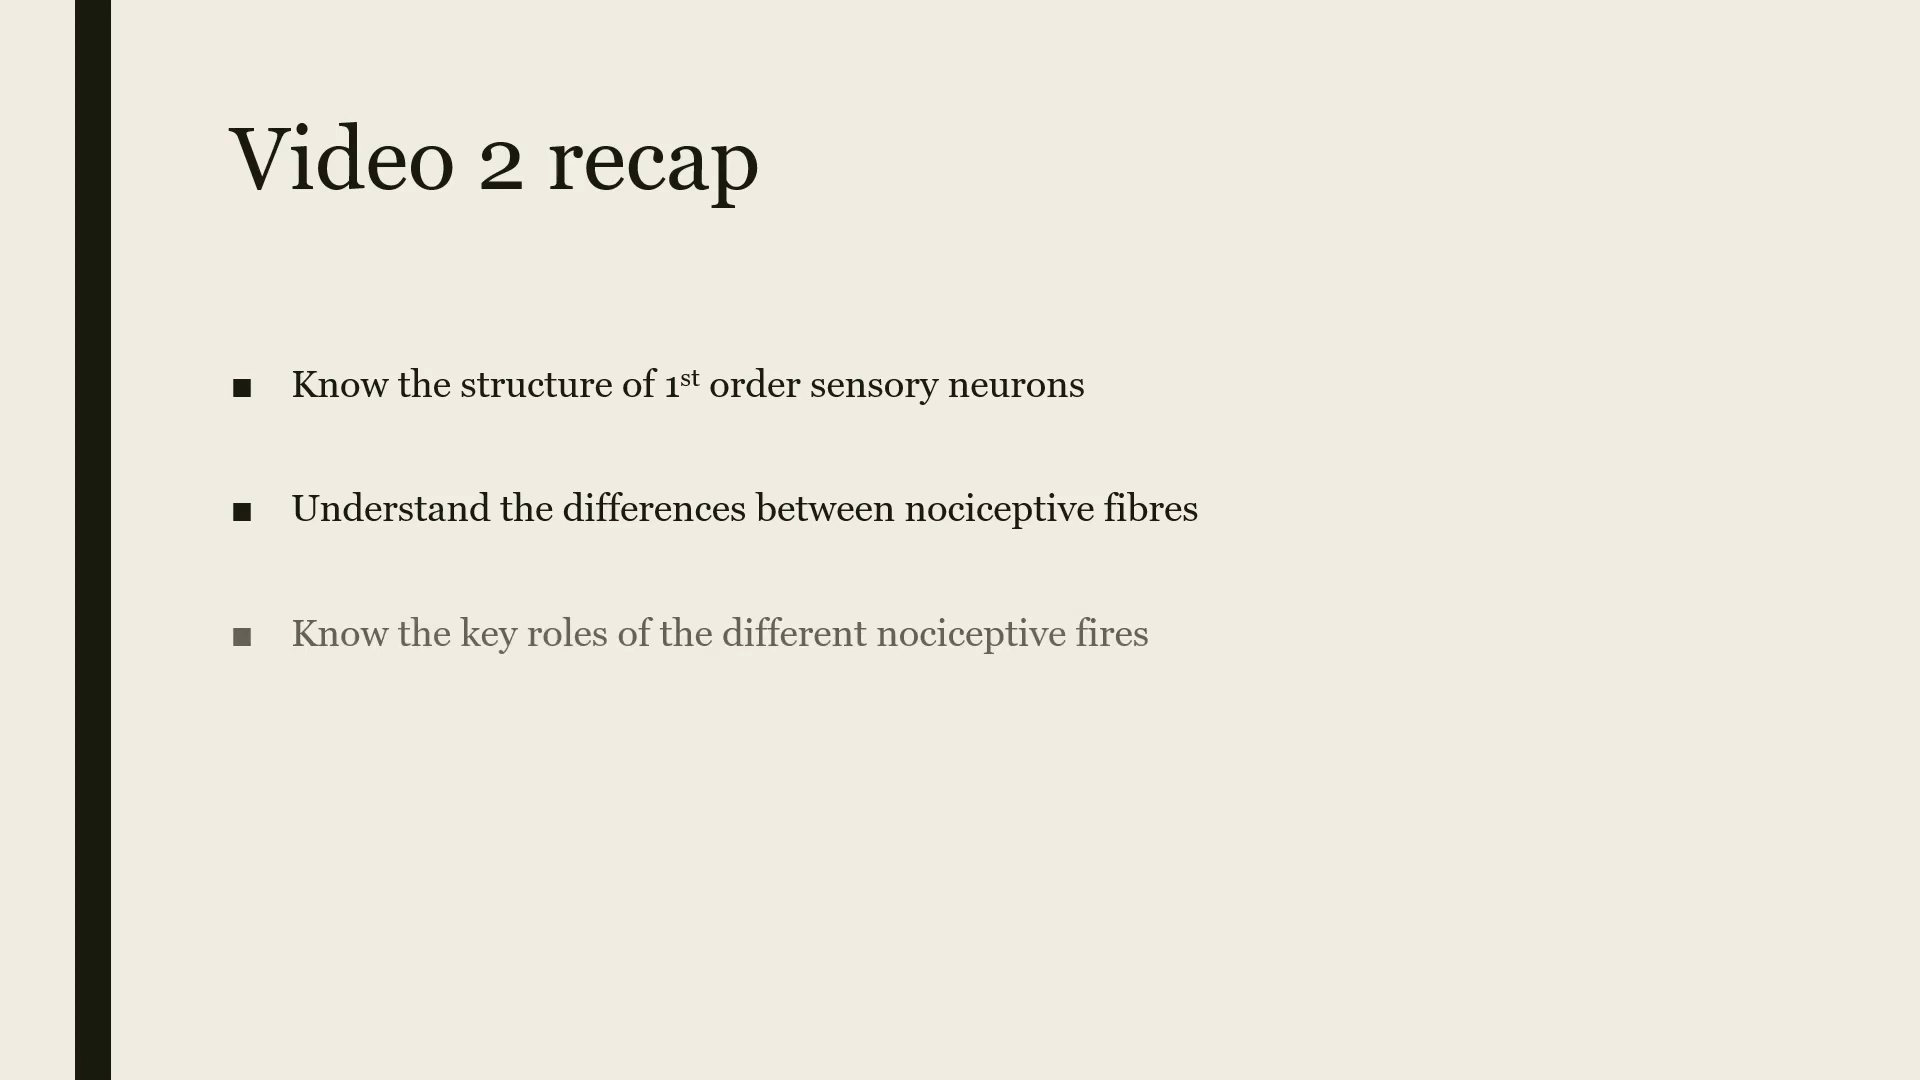 Video 2 recap
■ Know the structure of 1st order sensory neurons
■ Understand the differences between nociceptive fibres
■ Know the key roles of the different nociceptive fires